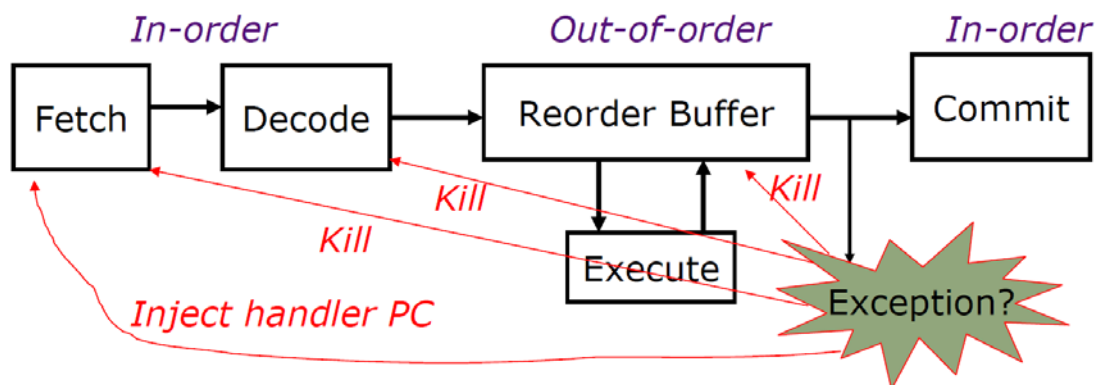 In-order
Out-of-order
In-order
Fetch
Decode
Reorder Buffer
Commit
Kill
Kill
Kill
Execute
Inject handler PC
Exception?